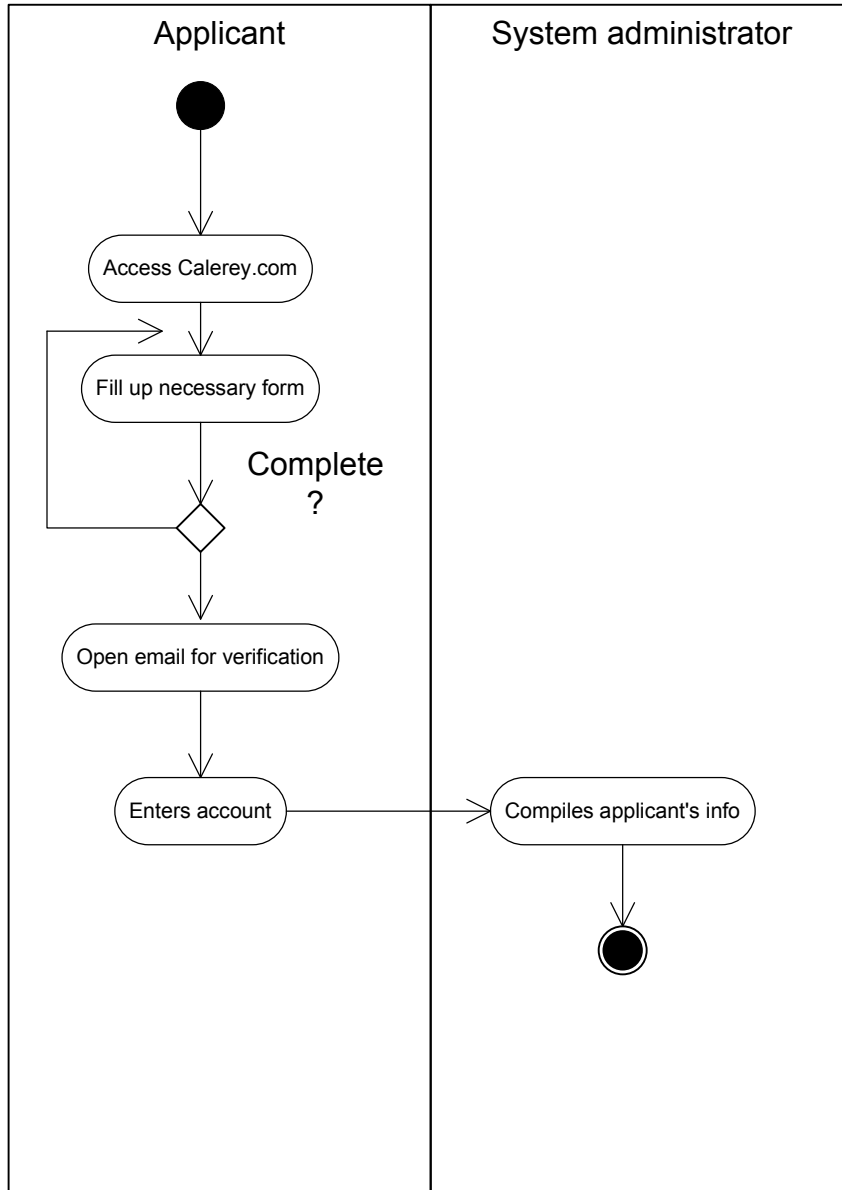 Applicant
System administrator
Access Calerey.com
Fill up necessary form
Complete
?
Open email for verification
Enters account
Compiles applicant's info